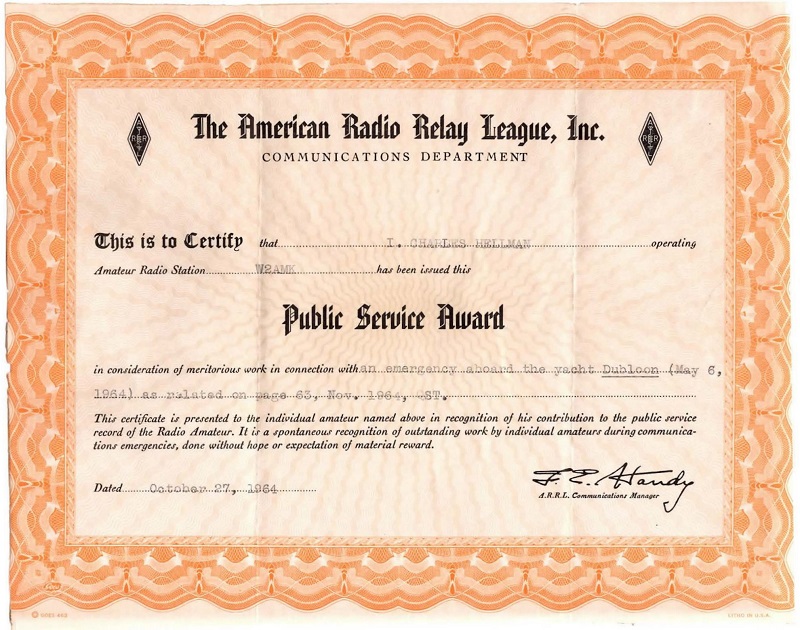 The American Radio Relay League, Inc.
COMMUNICATIONS DEPARTMENT
This is to Certify that I. CHARLES HELLMAN operating
Amateur Radio Station W2AMK has been issued this
Public Service Award
in consideration of meritorious work in connection with an emergency aboard the yacht Dubloon (May 6,
1964) as related on page 63, Nov. 1964, QST.
This certificate is presented to the individual amateur named above in recognition of his contribution to the public service
record of the Radio Amateur. It is a spontaneous recognition of outstanding work by individual amateurs during communica-
tions emergencies, done without hope or expectation of material reward.
Dated October 27, 1964
F. E. Handy
A.R.R.L. Communications Manager
LITHO IN U.S.A.